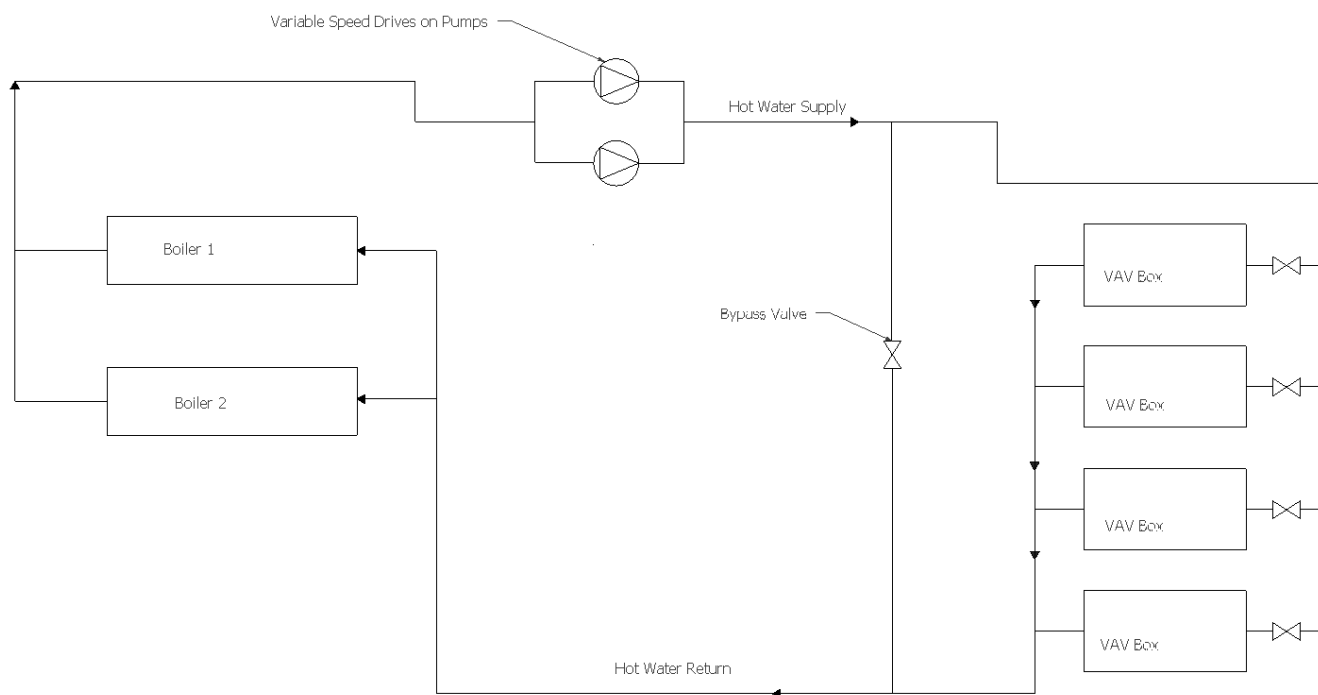 Variable Speed Drives on Pumps
Hot Water Supply
Boiler 1
VAV Box
Bypass Valve
VAV Box
Boiler 2
VAV Box
VAV Box
Hot Water Return